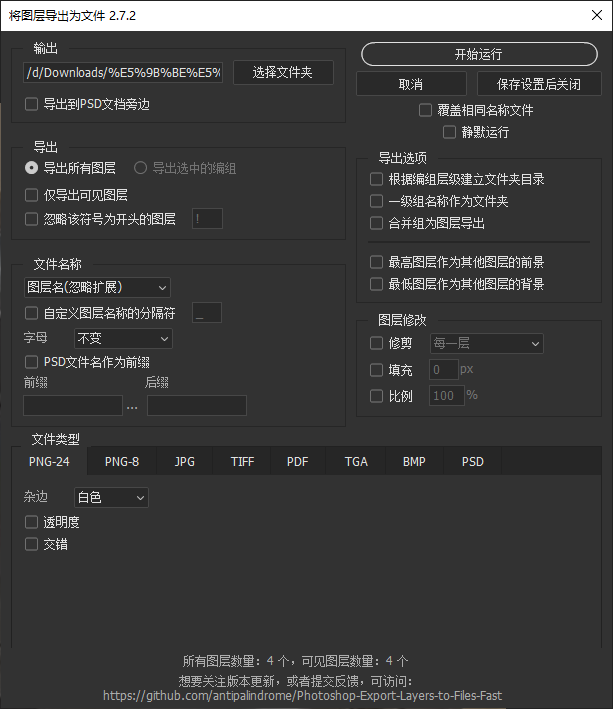 将图层导出为文件 2.7.2
输出
/d/Downloads/%E5%9B%BE%E5%
选择文件夹
导出到PSD文档旁边
开始运行
取消
保存设置后关闭
覆盖相同名称文件
静默运行
导出
导出所有图层
导出选中的编组
仅导出可见图层
忽略该符号为开头的图层
!
导出选项
根据编组层级建立文件夹目录
一级组名称作为文件夹
合并组为图层导出
最高图层作为其他图层的前景
最低图层作为其他图层的背景
文件名称
图层名(忽略扩展)
自定义图层名称的分隔符
_
字母
不变
PSD文件名作为前缀
前缀
后缀
...
图层修改
修剪
每一层
填充
0
px
比例
100
%
文件类型
PNG-24
PNG-8
JPG
TIFF
PDF
TGA
BMP
PSD
杂边
白色
透明度
交错
所有图层数量: 4 个，可见图层数量: 4 个
想要关注版本更新，或者提交反馈，可访问:
https://github.com/antipalindrome/Photoshop-Export-Layers-to-Files-Fast